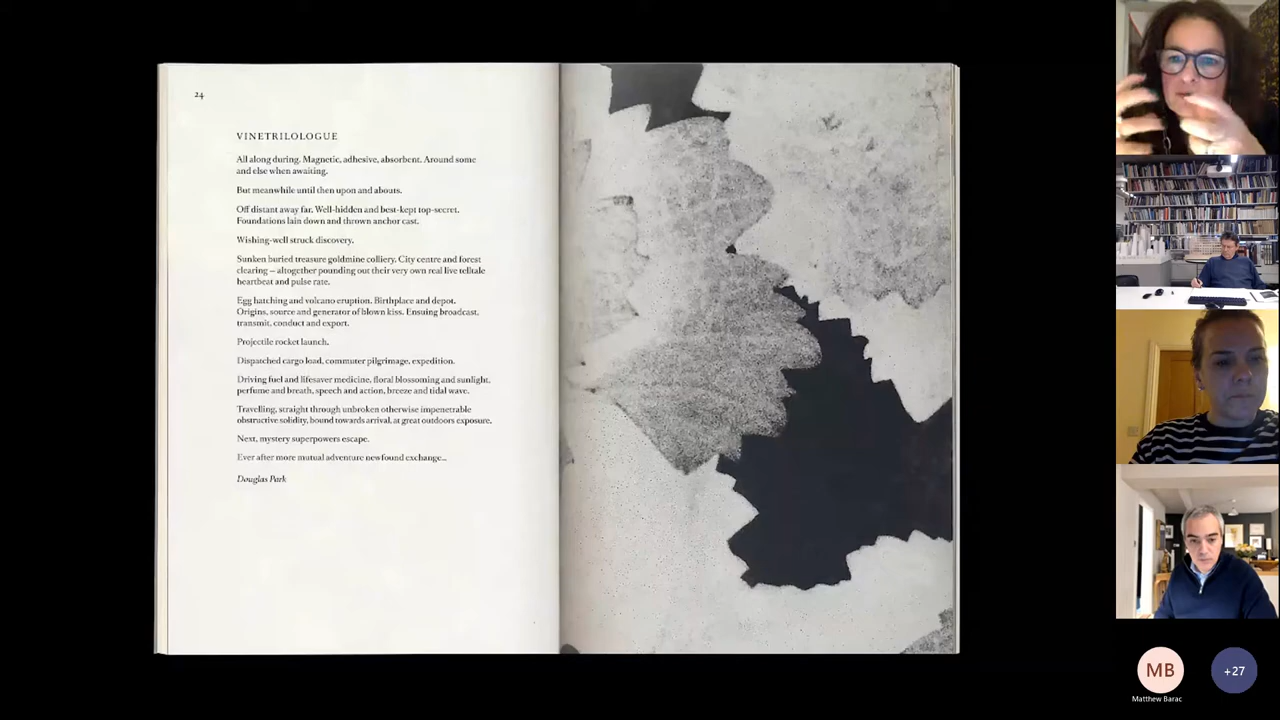 24
VINETRILOLOGUE
All along during. Magnetic, adhesive, absorbent. Around some
and else when awaiting.
But meanwhile until then upon and abouts.
Off distant away far. Well-hidden and best-kept top-secret.
Foundations lain down and thrown anchor cast.
Wishing-well struck discovery.
Sunken buried treasure goldmine colliery. City centre and forest
clearing – altogether pounding out their very own real live telltale
heartbeat and pulse rate.
Egg hatching and volcano eruption. Birthplace and depot.
Origins, source and generator of blown kiss. Ensuing broadcast,
transmit, conduct and export.
Projectile rocket launch.
Dispatched cargo load, commuter pilgrimage, expedition.
Driving fuel and lifesaver medicine, floral blossoming and sunlight,
perfume and breath, speech and action, breeze and tidal wave.
Travelling, straight through unbroken otherwise impenetrable
obstructive solidity, bound towards arrival, at great outdoors exposure.
Next, mystery superpowers escape.
Ever after more mutual adventure newfound exchange...
Douglas Park
MB
Matthew Barac
+27